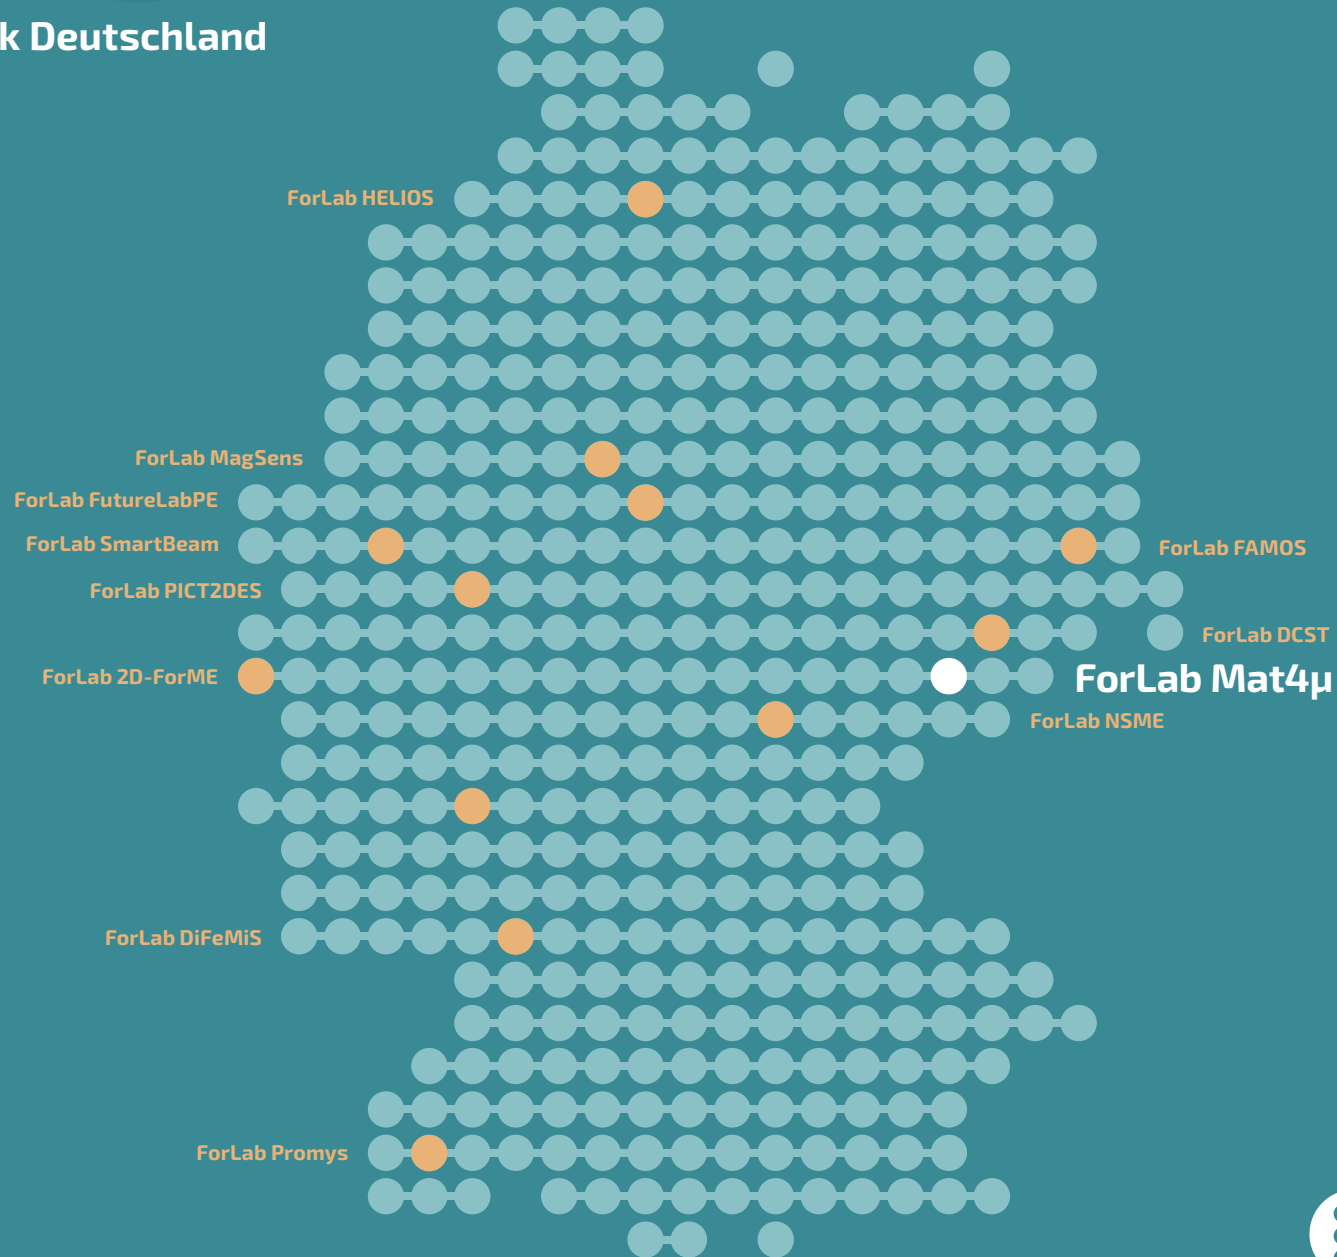 k Deutschland
ForLab HELIOS
ForLab MagSens
ForLab FutureLabPE
ForLab SmartBeam
ForLab FAMOS
ForLab PICT2DES
ForLab DCST
ForLab 2D-ForME
ForLab Mat4µ
ForLab NSME
ForLab DiFeMiS
ForLab Promys